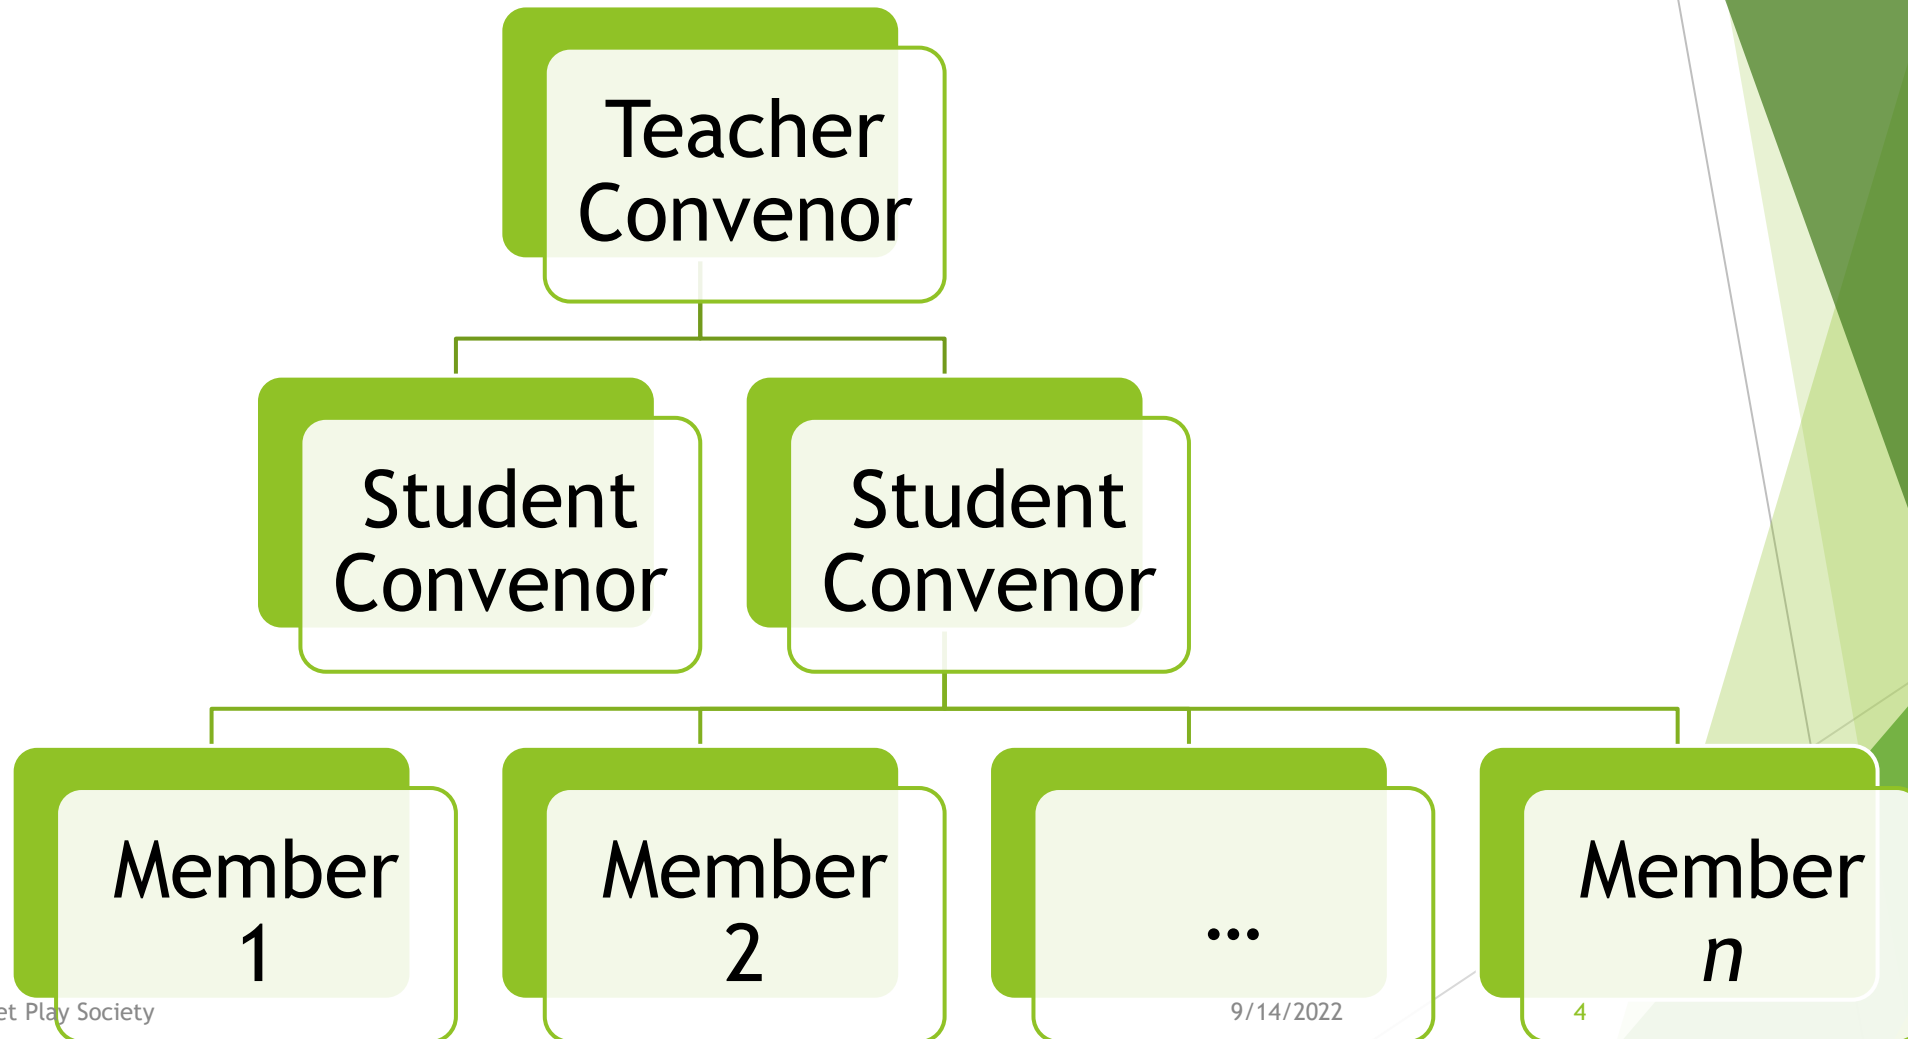 Teacher
Convenor
Student
Convenor
Student
Convenor
Member
1
Member
2
...
Member
n
Play Society
9/14/2022
4